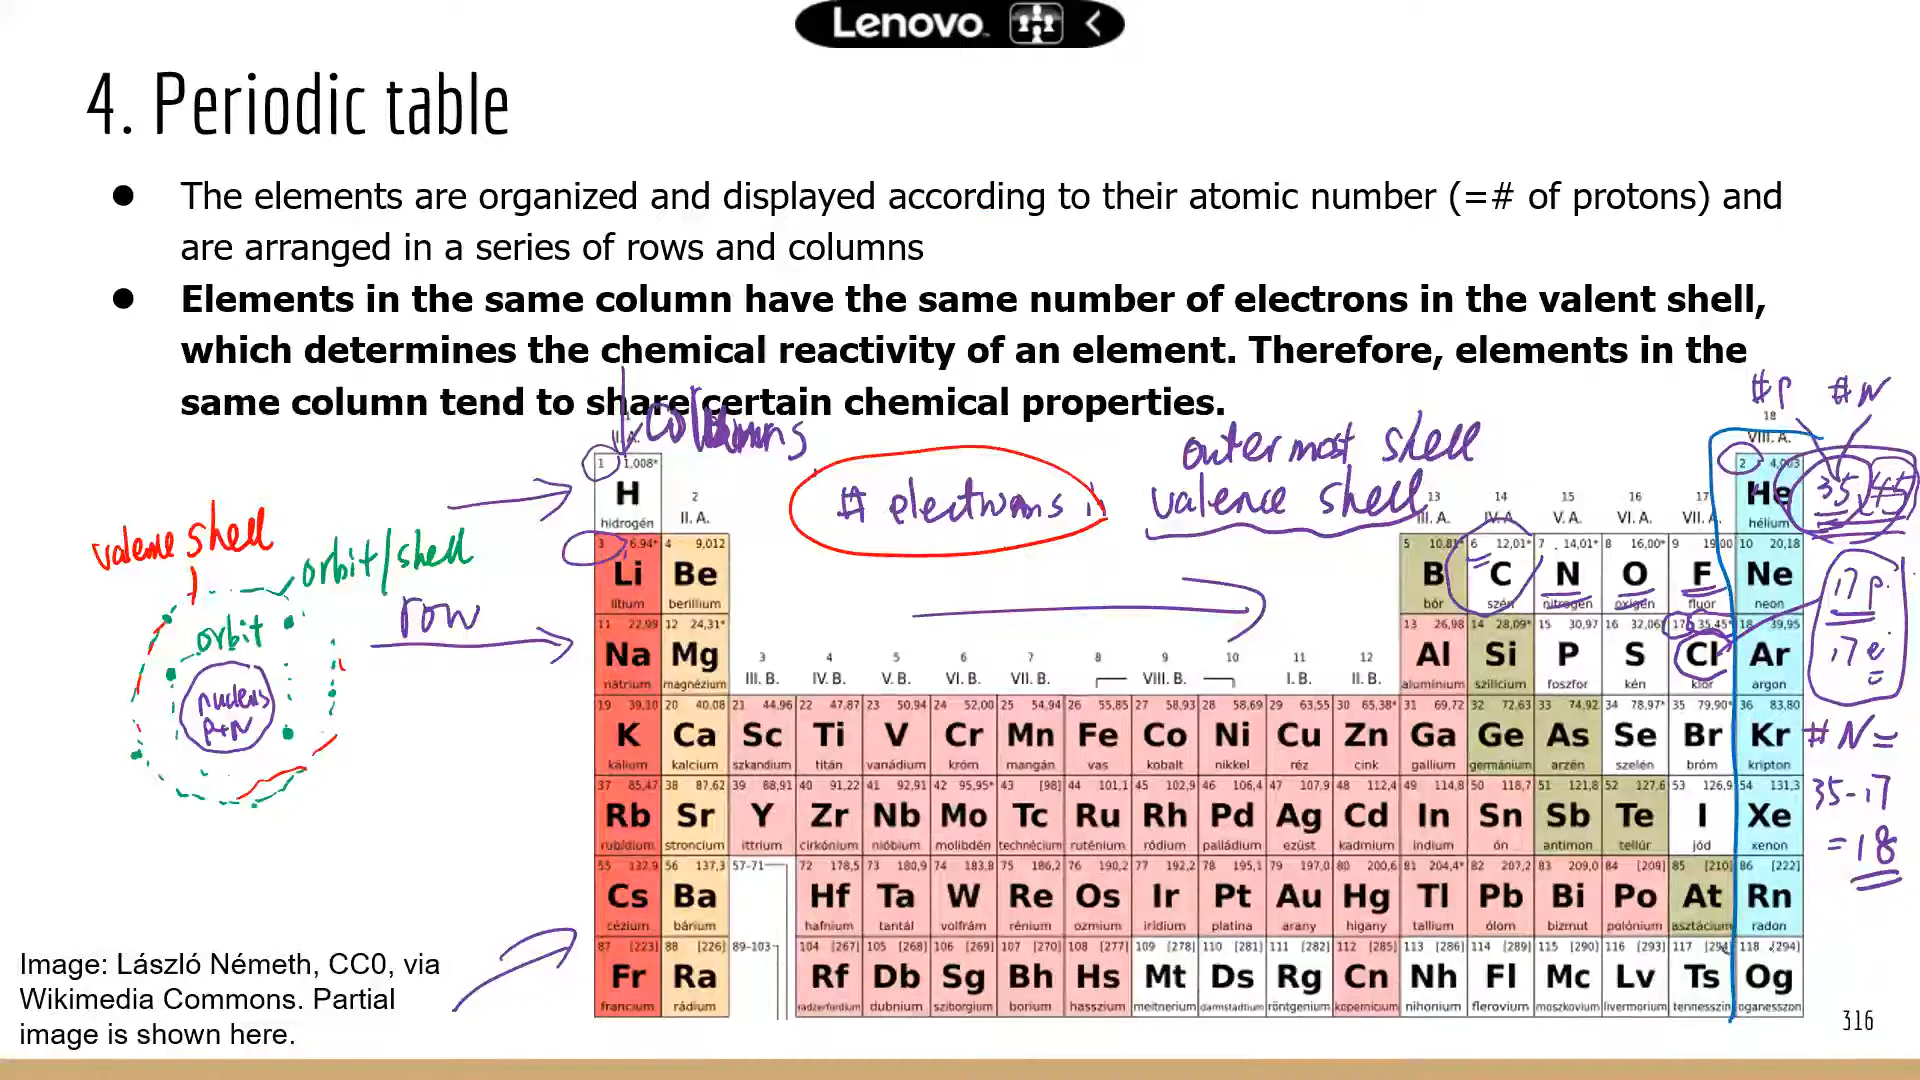 Lenovo
4. Periodic table
● The elements are organized and displayed according to their atomic number (=# of protons) and
are arranged in a series of rows and columns
● Elements in the same column have the same number of electrons in the valent shell,
which determines the chemical reactivity of an element. Therefore, elements in the
same column tend to share certain chemical properties.
#P #N
columns
outermost shell
# electrons in valence shell
35,45
valence shell
orbit/shell
orbit
nucleus
P+N
row
17 p.
17 e
# N =
35-17
= 18
18
VIII. A.
1 1,008* 2 4,003
H He
hidrogén hélium
2 13 14 15 16 17
II. A. III. A. IV. A. V. A. VI. A. VII. A.
3 6.94* 4 9,012 5 10,81* 6 12,01* 7 14,01* 8 16,00* 9 19,00 10 20,18
Li Be B C N O F Ne
lítium berillium bór szén nitrogén oxigén fluor neon
11 22,99 12 24,31* 13 26,98 14 28,09* 15 30,97 16 32,06* 17 35,45* 18 39,95
Na Mg Al Si P S Cl Ar
nátrium magnézium alumínium szilícium foszfor kén klór argon
3 4 5 6 7 8 9 10 11 12
III. B. IV. B. V. B. VI. B. VII. B. VIII. B. I. B. II. B.
19 39,10 20 40,08 21 44,96 22 47,87 23 50,94 24 52,00 25 54,94 26 55,85 27 58,93 28 58,69 29 63,55 30 65,38* 31 69,72 32 72,63 33 74,92 34 78,97* 35 79,90* 36 83,80
K Ca Sc Ti V Cr Mn Fe Co Ni Cu Zn Ga Ge As Se Br Kr
kálium kalcium szkandium titán vanádium króm mangán vas kobalt nikkel réz cink gallium germánium arzén szelén bróm kripton
37 85,47 38 87,62 39 88,91 40 91,22 41 92,91 42 95,95* 43 [98] 44 101,1 45 102,9 46 106,4 47 107,9 48 112,4 49 114,8 50 118,7 51 121,8 52 127,6 53 126,9 54 131,3
Rb Sr Y Zr Nb Mo Tc Ru Rh Pd Ag Cd In Sn Sb Te I Xe
rubídium stroncium ittrium cirkónium nióbium molibdén technécium ruténium ródium palládium ezüst kadmium indium ón antimon tellúr jód xenon
55 132,9 56 137,3 57-71 72 178,5 73 180,9 74 183,8 75 186,2 76 190,2 77 192,2 78 195,1 79 197,0 80 200,6 81 204,4* 82 207,2 83 209,0 84 [209] 85 [210] 86 [222]
Cs Ba Hf Ta W Re Os Ir Pt Au Hg Tl Pb Bi Po At Rn
cézium bárium hafnium tantál volfrám rénium ozmium irídium platina arany higany tallium ólom bizmut polónium asztácium radon
87 [223] 88 [226] 89-103 104 [267] 105 [268] 106 [269] 107 [270] 108 [277] 109 [278] 110 [281] 111 [282] 112 [285] 113 [286] 114 [289] 115 [290] 116 [293] 117 [294] 118 [294]
Fr Ra Rf Db Sg Bh Hs Mt Ds Rg Cn Nh Fl Mc Lv Ts Og
francium rádium radzerfordium dubnium sziborgium borium hasszium meitnerium darmstadtium röntgenium kopernícium nihonium flerovium moszkovium livermorium tennesszin oganesszon
Image: László Németh, CC0, via
Wikimedia Commons. Partial
image is shown here.
316